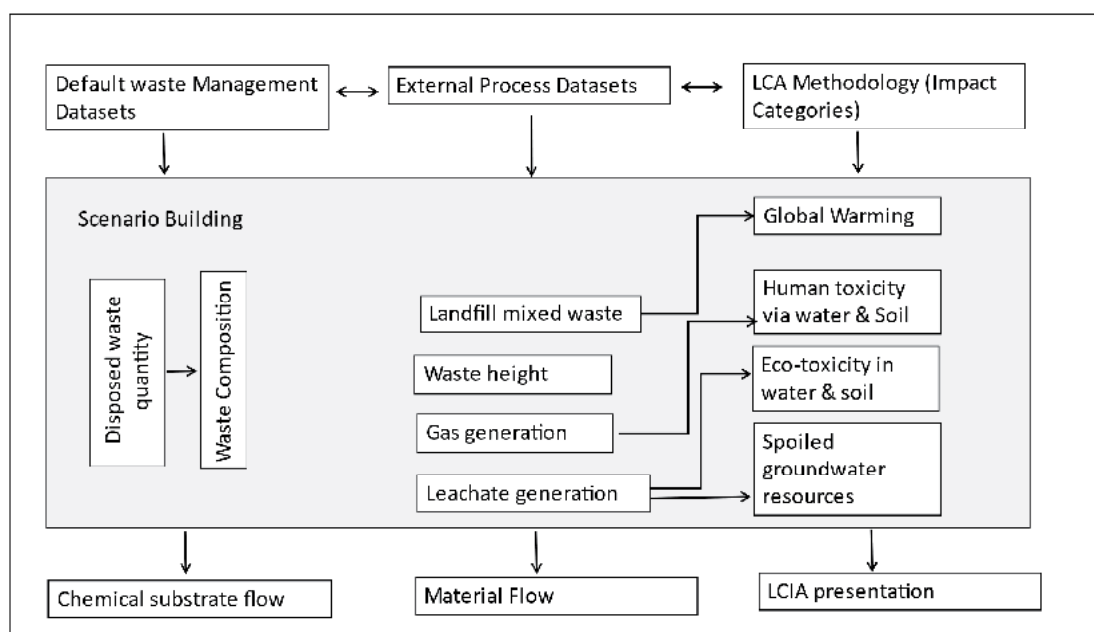 Default waste Management
Datasets
External Process Datasets
LCA Methodology (Impact
Categories)
Scenario Building
Disposed waste
quantity
Waste Composition
Landfill mixed waste
Waste height
Gas generation
Leachate generation
Global Warming
Human toxicity
via water & Soil
Eco-toxicity in
water & soil
Spoiled
groundwater
resources
Chemical substrate flow
Material Flow
LCIA presentation